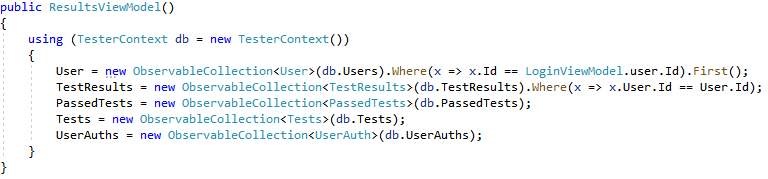 public ResultsViewModel()
{
using (TesterContext db = new TesterContext())
{
User = new ObservableCollection<User>(db.Users).Where(x => x.Id == LoginViewModel.user.Id).First();
TestResults = new ObservableCollection<TestResults>(db.TestResults).Where(x => x.User.Id == User.Id);
PassedTests = new ObservableCollection<PassedTests>(db.PassedTests);
Tests = new ObservableCollection<Tests>(db.Tests);
UserAuths = new ObservableCollection<UserAuth>(db.UserAuths);
}
}